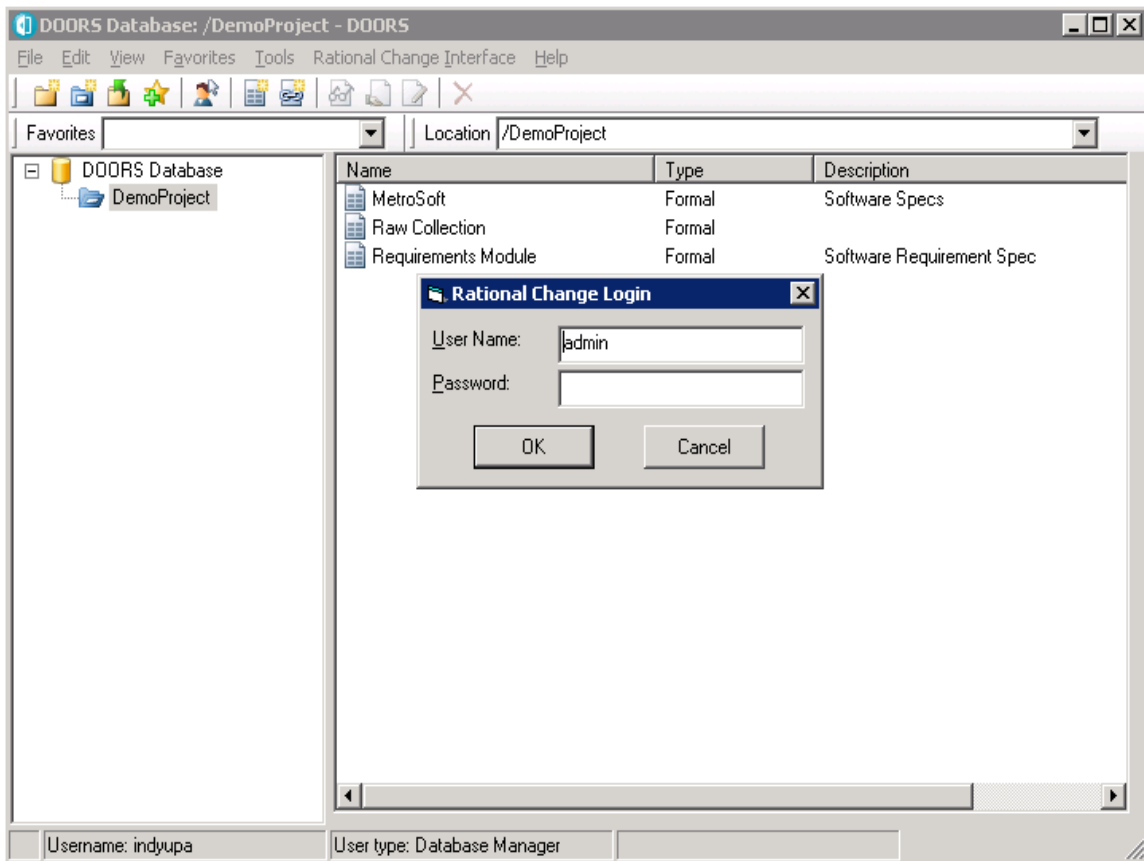 DOORS Database: /DemoProject - DOORS
File Edit View Favorites Tools Rational Change Interface Help
Favorites Location /DemoProject
DOORS Database
DemoProject
Name Type Description
MetroSoft Formal Software Specs
Raw Collection Formal
Requirements Module Formal Software Requirement Spec
Rational Change Login
User Name: admin
Password:
OK Cancel
Username: indyupa User type: Database Manager